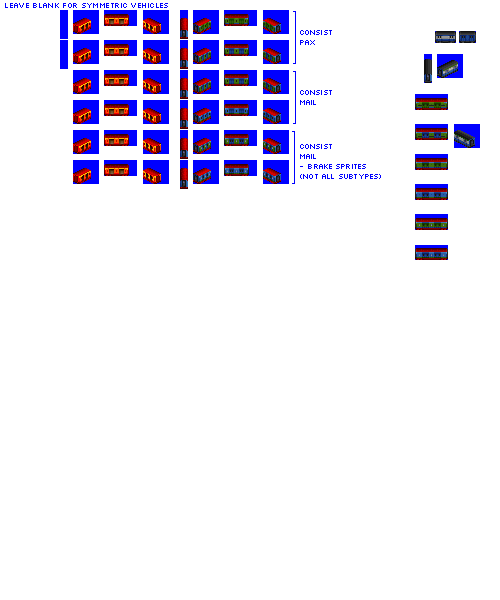 LEAVE BLANK FOR SYMMETRIC VEHICLES
CONSIST
PAX
CONSIST
MAIL
CONSIST
MAIL
- BRAKE SPRITES
(NOT ALL SUBTYPES)